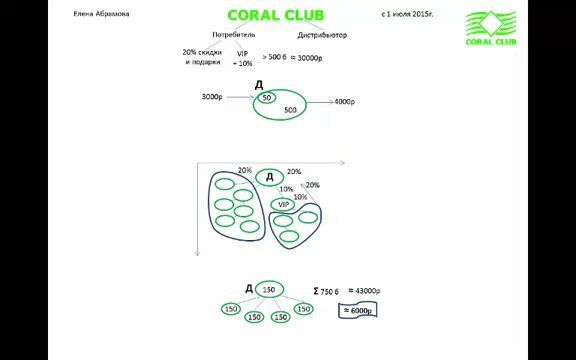 Елена Абрамова
CORAL CLUB
с 1 июля 2015г.
CORAL CLUB
Потребитель
Дистрибьютор
20% скидки
и подарки
VIP
- 10%
> 500 б ≈ 30000р
Д
3000р
50
500
4000р
20%
Д
20%
10%
20%
VIP
10%
Д
150
Σ 750 б ≈ 43000р
150
150
150
150
≈ 6000р